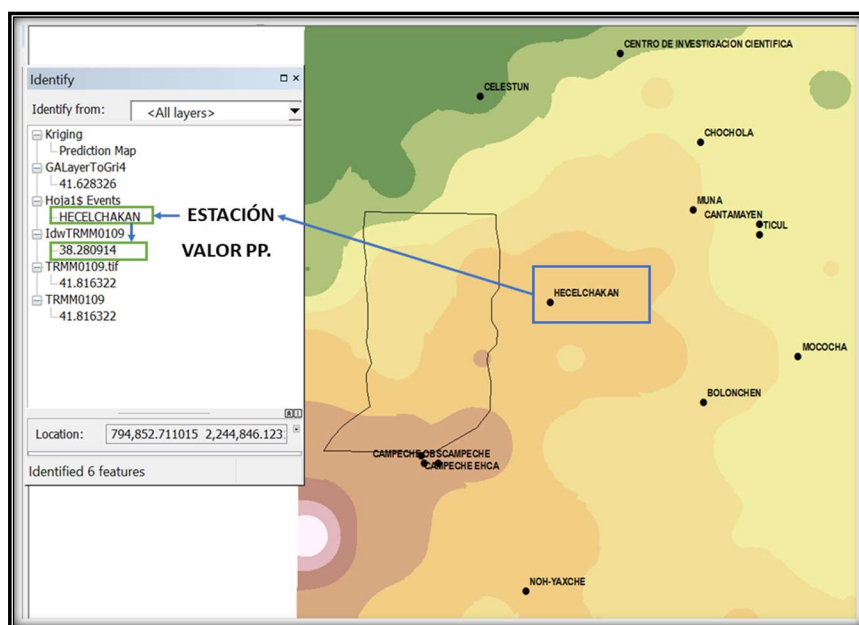 Identify
Identify from:
<All layers>
Kriging
Prediction Map
GALayerToGri4
41.628326
Hoja1$ Events
HECELCHAKAN
IdwTRMM0109
38.280914
TRMM0109.tif
41.816322
TRMM0109
41.816322
Location:
794,852.711015 2,244,846.123
Identified 6 features
ESTACIÓN
VALOR PP.
CENTRO DE INVESTIGACION CIENTIFICA
CELESTUN
CHOCHOLA
MUNA
CANTAMAYEN
TICUL
HECELCHAKAN
MOCOCHA
BOLONCHEN
CAMPECHE OBSCAMPECHE
CAMPECHE EHCA
NOH-YAXCHE